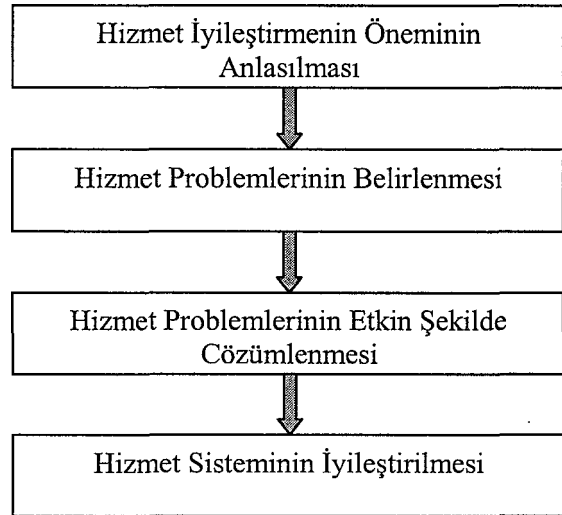 Hizmet İyileştirmenin Öneminin
Anlasılması
Hizmet Problemlerinin Belirlenmesi
Hizmet Problemlerinin Etkin Şekilde
Cözümlenmesi
Hizmet Sisteminin İyileştirilmesi